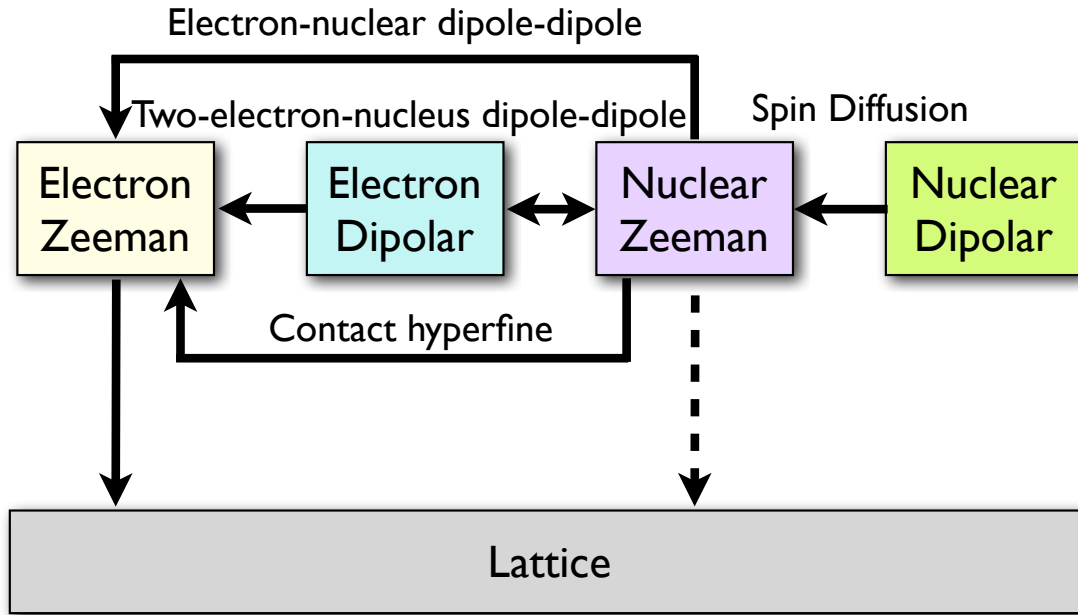 Electron-nuclear dipole-dipole
Two-electron-nucleus dipole-dipole
Spin Diffusion
Electron
Zeeman
Electron
Dipolar
Nuclear
Zeeman
Nuclear
Dipolar
Contact hyperfine
Lattice